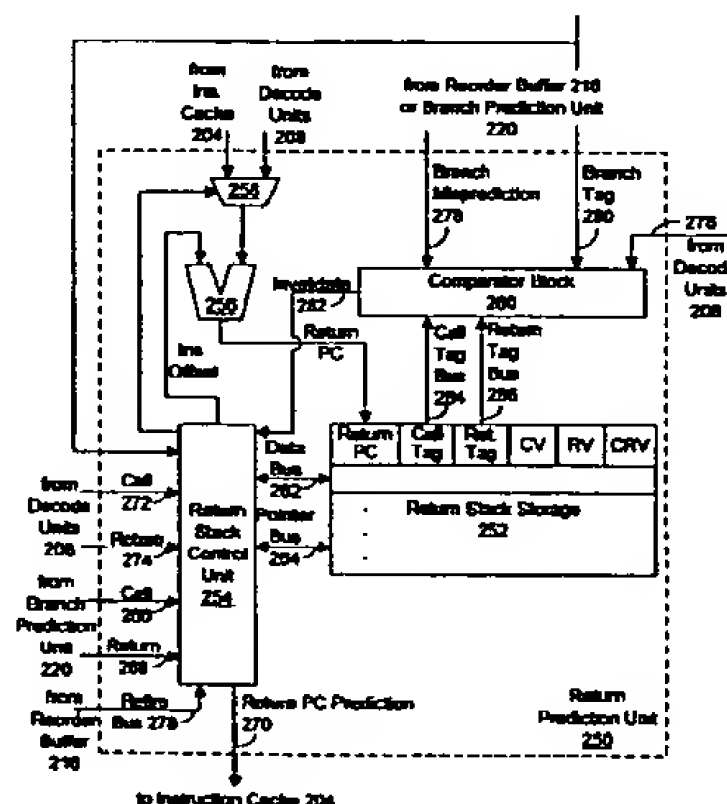 from
Ins.
Cache
204
from
Decode
Units
208
from Reorder Buffer 216
or Branch Prediction Unit
220
Branch
Misprediction
278
Branch
Tag
280
276
from
Decode
Units
208
258
256
Comparator Block
260
Invalidate
282
Return
PC
Call
Tag
Bus
284
Return
Tag
Bus
286
Ins
Offset
Return
PC
Call
Tag
Ret.
Tag
CV
RV
CRV
Data
Bus
262
Return Stack Storage
252
Pointer
Bus
264
Return
Stack
Control
Unit
254
from
Decode
Units
208
Call
272
Return
274
from
Branch
Prediction
Unit
220
Call
Return
from
Reorder
Buffer
216
Retire
Bus
Return PC Prediction
270
Return
Prediction Unit
250
to Instruction Cache 204